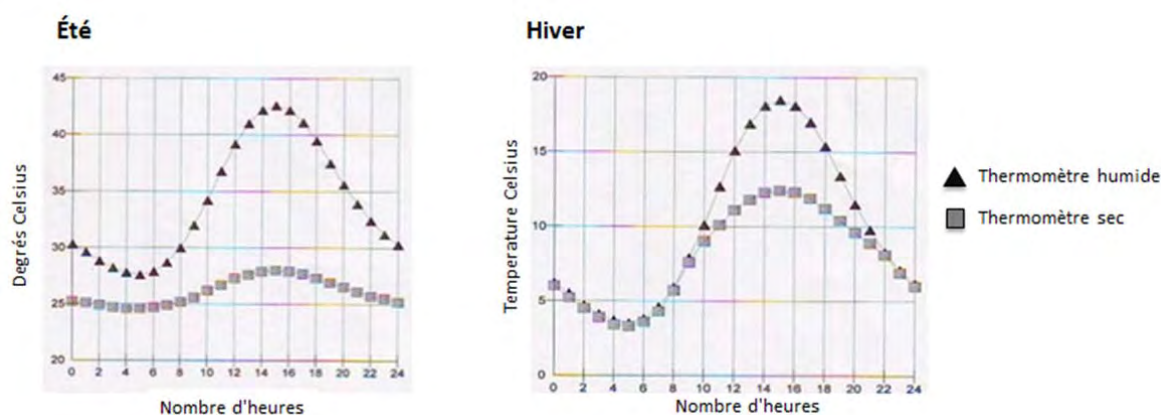 Été
Hiver
Degrés Celsius
45
40
35
30
25
20
0 2 4 6 8 10 12 14 16 18 20 22 24
Nombre d'heures
Temperature Celsius
20
15
10
5
0
0 2 4 6 8 10 12 14 16 18 20 22 24
Nombre d'heures
Thermomètre humide
Thermomètre sec